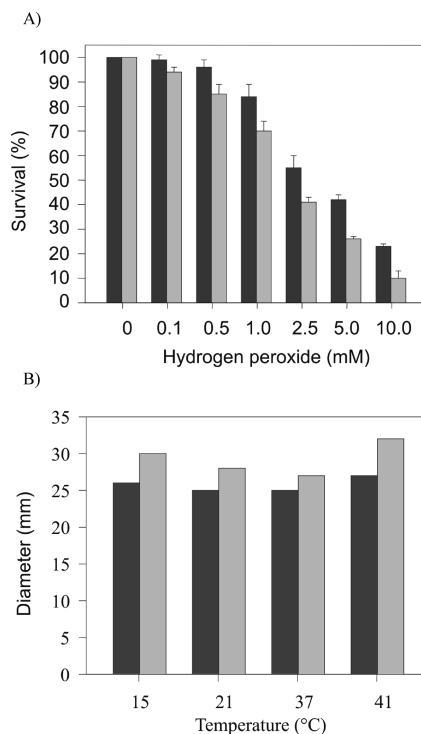 A)
Survival (%)
100
90
80
70
60
50
40
30
20
10
0
0 0.1 0.5 1.0 2.5 5.0 10.0
Hydrogen peroxide (mM)
B)
Diameter (mm)
35
30
25
20
15
10
5
0
15 21 37 41
Temperature (°C)